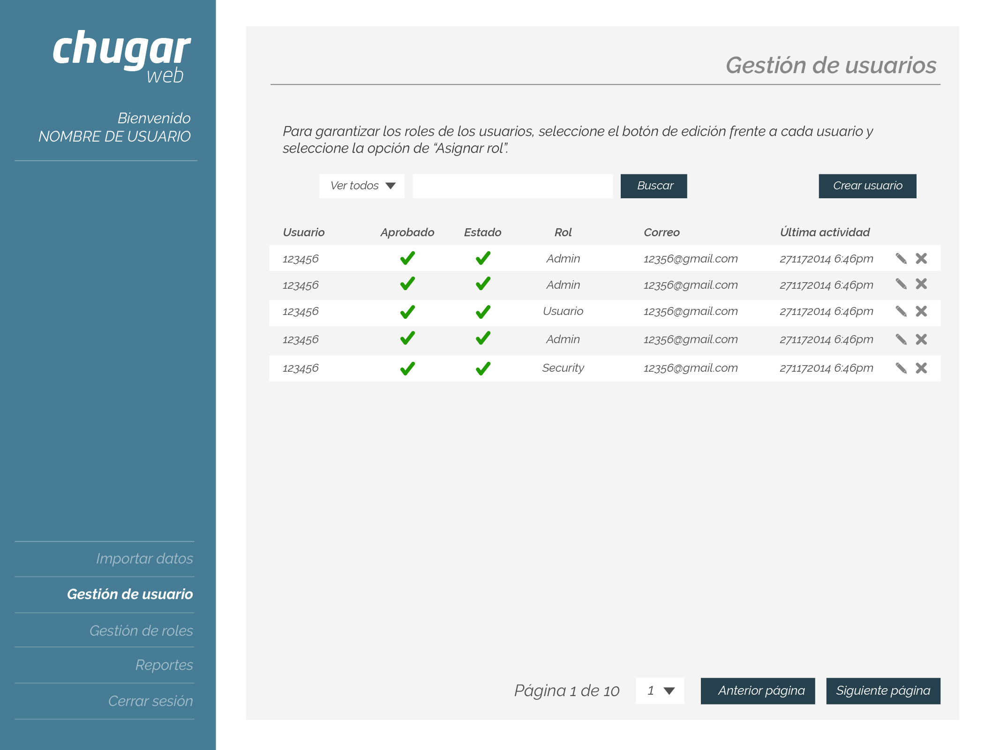 chugar
web
Bienvenido
NOMBRE DE USUARIO
Importar datos
Gestión de usuario
Gestión de roles
Reportes
Cerrar sesión
Gestión de usuarios
Para garantizar los roles de los usuarios, seleccione el botón de edición frente a cada usuario y
seleccione la opción de “Asignar rol”.
Ver todos Buscar Crear usuario
Usuario Aprobado Estado Rol Correo Última actividad
123456 Admin 12356@gmail.com 271172014 6:46pm
123456 Admin 12356@gmail.com 271172014 6:46pm
123456 Usuario 12356@gmail.com 271172014 6:46pm
123456 Admin 12356@gmail.com 271172014 6:46pm
123456 Security 12356@gmail.com 271172014 6:46pm
Página 1 de 10 1 Anterior página Siguiente página